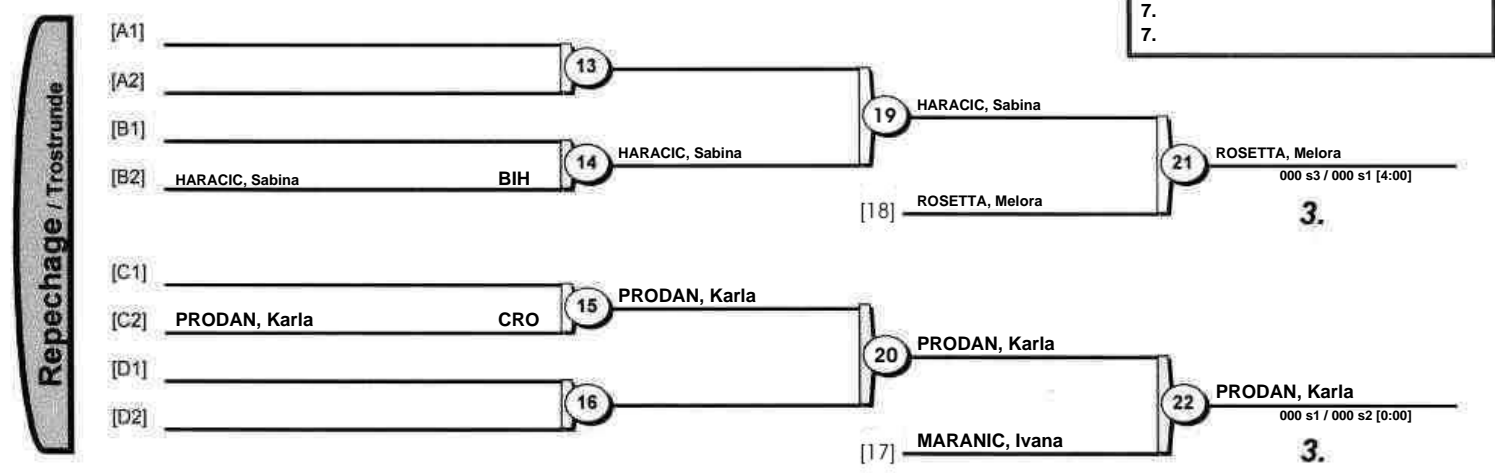 7.
7.
Repechage / Trostrunde
[A1]
13
[A2]
19 HARACIC, Sabina
[B1]
14 HARACIC, Sabina
[B2] HARACIC, Sabina BIH
21 ROSETTA, Melora
000 s3 / 000 s1 [4:00]
[18] ROSETTA, Melora
3.
[C1]
15 PRODAN, Karla
[C2] PRODAN, Karla CRO
20 PRODAN, Karla
[D1]
16
[D2]
22 PRODAN, Karla
000 s1 / 000 s2 [0:00]
[17] MARANIC, Ivana
3.